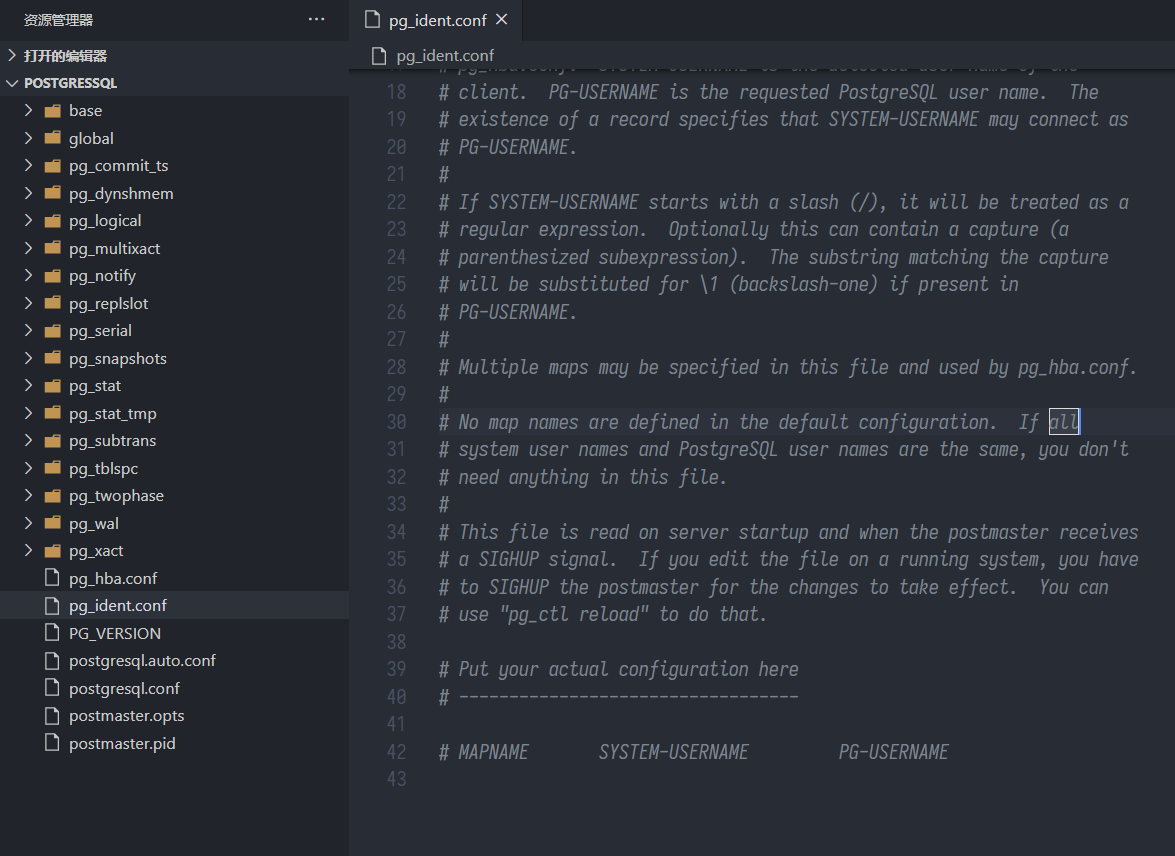 资源管理器
···
打开的编辑器
POSTGRESSQL
base
global
pg_commit_ts
pg_dynshmem
pg_logical
pg_multixact
pg_notify
pg_replslot
pg_serial
pg_snapshots
pg_stat
pg_stat_tmp
pg_subtrans
pg_tblspc
pg_twophase
pg_wal
pg_xact
pg_hba.conf
pg_ident.conf
PG_VERSION
postgresql.auto.conf
postgresql.conf
postmaster.opts
postmaster.pid
pg_ident.conf
pg_ident.conf
18 # client.  PG-USERNAME is the requested PostgreSQL user name.  The
19 # existence of a record specifies that SYSTEM-USERNAME may connect as
20 # PG-USERNAME.
21 #
22 # If SYSTEM-USERNAME starts with a slash (/), it will be treated as a
23 # regular expression.  Optionally this can contain a capture (a
24 # parenthesized subexpression).  The substring matching the capture
25 # will be substituted for \1 (backslash-one) if present in
26 # PG-USERNAME.
27 #
28 # Multiple maps may be specified in this file and used by pg_hba.conf.
29 #
30 # No map names are defined in the default configuration.  If all
31 # system user names and PostgreSQL user names are the same, you don't
32 # need anything in this file.
33 #
34 # This file is read on server startup and when the postmaster receives
35 # a SIGHUP signal.  If you edit the file on a running system, you have
36 # to SIGHUP the postmaster for the changes to take effect.  You can
37 # use "pg_ctl reload" to do that.
38
39 # Put your actual configuration here
40 # ----------------------------------
41
42 # MAPNAME       SYSTEM-USERNAME         PG-USERNAME
43